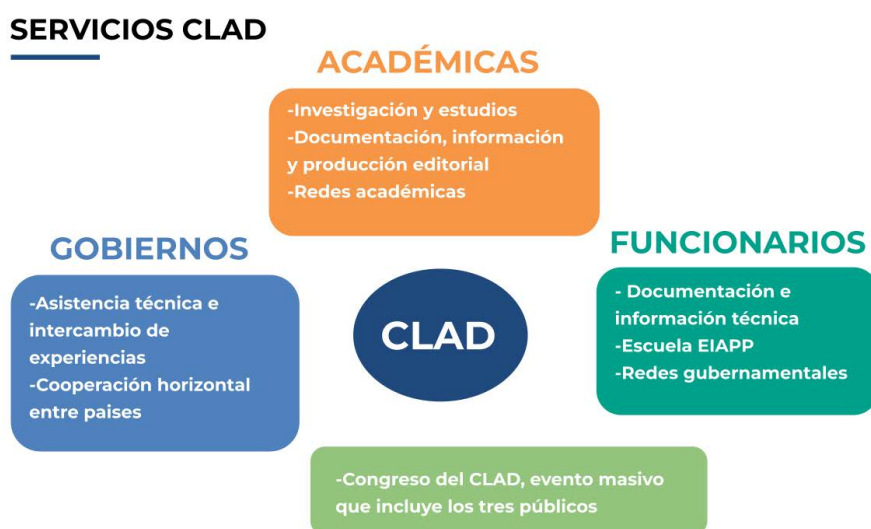 SERVICIOS CLAD
ACADÉMICAS
-Investigación y estudios
-Documentación, información
y producción editorial
-Redes académicas
GOBIERNOS
-Asistencia técnica e
intercambio de
experiencias
-Cooperación horizontal
entre paises
CLAD
FUNCIONARIOS
- Documentación e
información técnica
-Escuela EIAPP
-Redes gubernamentales
-Congreso del CLAD, evento masivo
que incluye los tres públicos